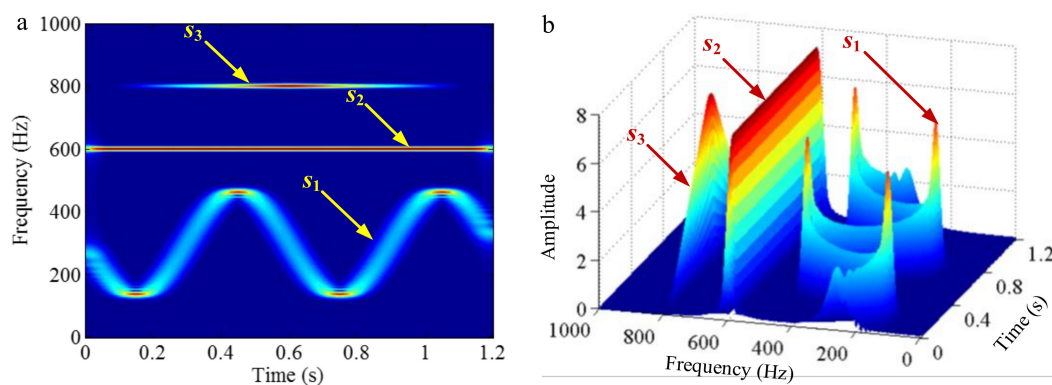 a
1000
800
600
400
200
0
Frequency (Hz)
s3
s2
s1
0 0.2 0.4 0.6 0.8 1 1.2
Time (s)
b
8
6
4
2
0
Amplitude
s3
s2
s1
1000 800 600 400 200 0
Frequency (Hz)
0 0.4 0.8 1.2
Time (s)